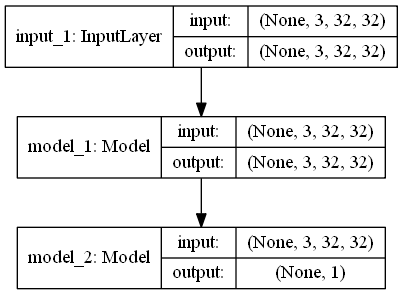 input_1: InputLayer
input: (None, 3, 32, 32)
output: (None, 3, 32, 32)
model_1: Model
input: (None, 3, 32, 32)
output: (None, 3, 32, 32)
model_2: Model
input: (None, 3, 32, 32)
output: (None, 1)